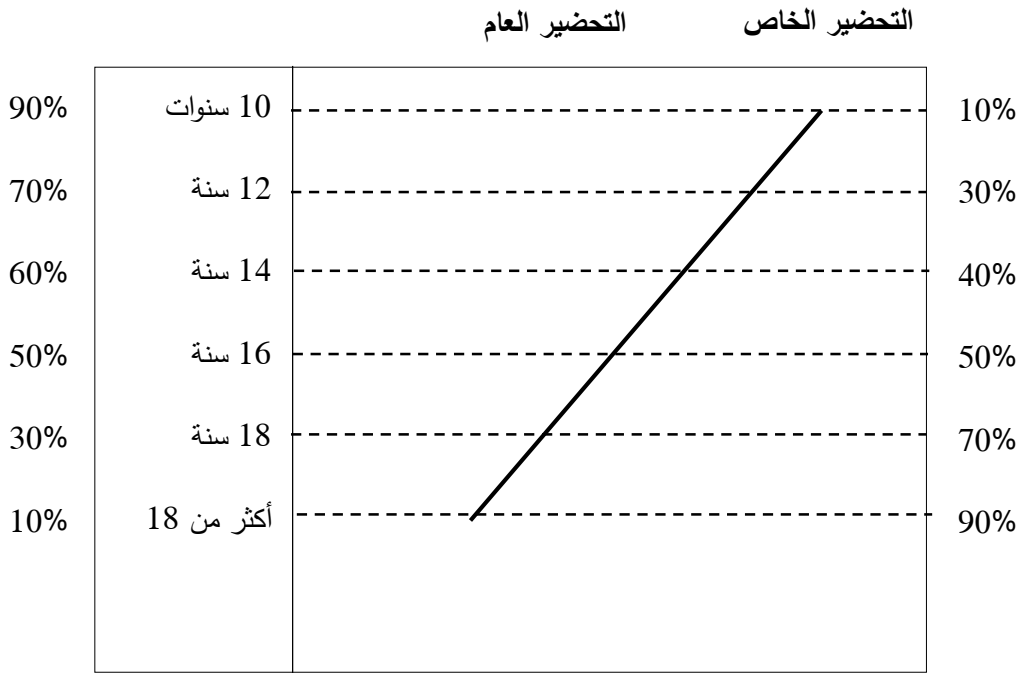 التحضير الخاص التحضير العام
10% 10 سنوات 90%
30% 12 سنة 70%
40% 14 سنة 60%
50% 16 سنة 50%
70% 18 سنة 30%
90% أكثر من 18 10%